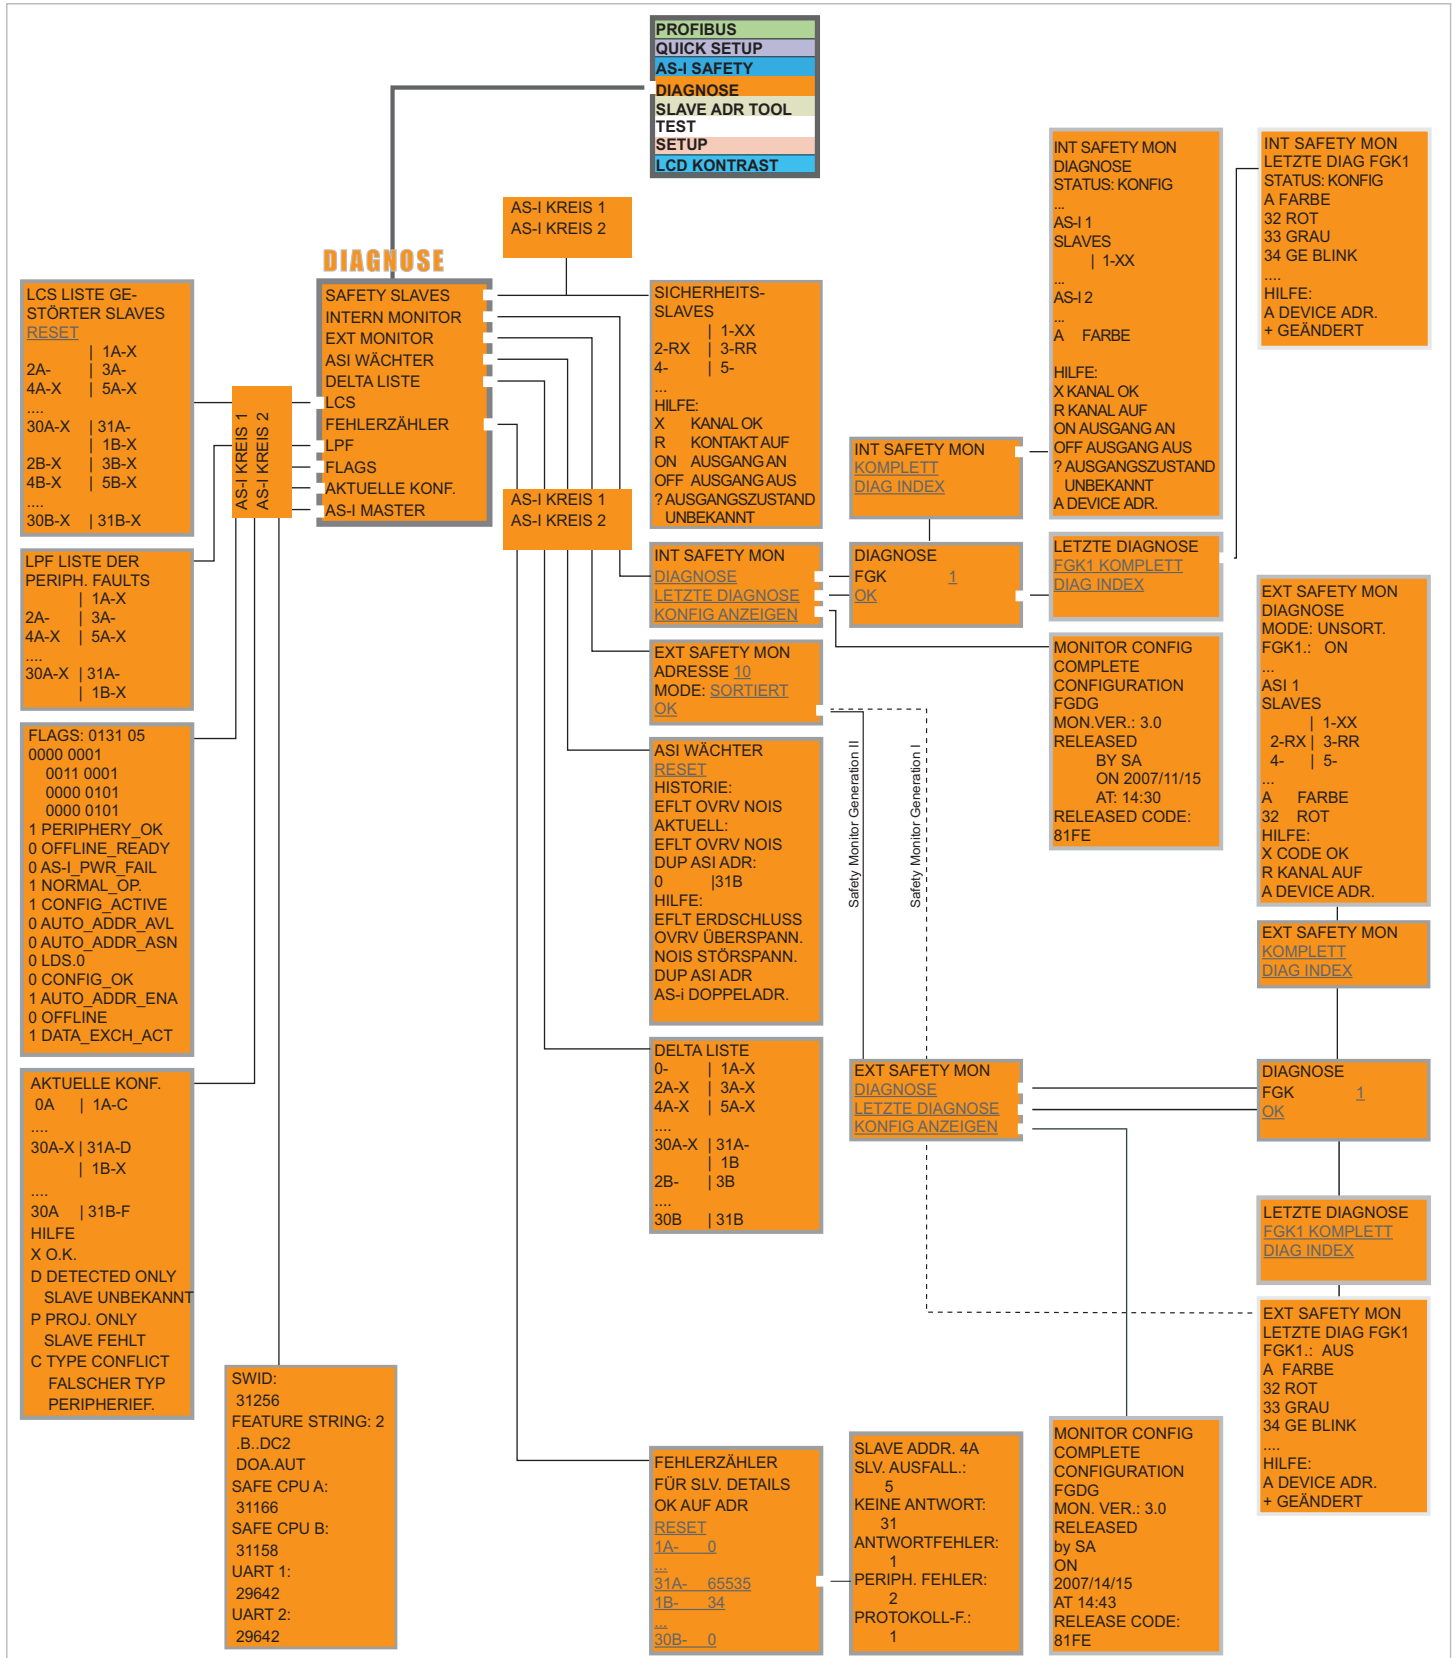 PROFIBUS
QUICK SETUP
AS-I SAFETY
DIAGNOSE
SLAVE ADR TOOL
TEST
SETUP
LCD KONTRAST
AS-I KREIS 1
AS-I KREIS 2
DIAGNOSE
SAFETY SLAVES
INTERN MONITOR
EXT MONITOR
ASI WÄCHTER
DELTA LISTE
LCS
FEHLERZÄHLER
LPF
FLAGS
AKTUELLE KONF.
AS-I MASTER
LCS LISTE GE-
STÖRTER SLAVES
RESET
| 1A-X
2A- | 3A-
4A-X | 5A-X
....
30A-X | 31A-
| 1B-X
2B-X | 3B-X
4B-X | 5B-X
....
30B-X | 31B-X
AS-I KREIS 1
AS-I KREIS 2
LPF LISTE DER
PERIPH. FAULTS
| 1A-X
2A- | 3A-
4A-X | 5A-X
....
30A-X | 31A-
| 1B-X
FLAGS: 0131 05
0000 0001
0011 0001
0000 0101
0000 0101
1 PERIPHERY_OK
0 OFFLINE_READY
0 AS-I_PWR_FAIL
1 NORMAL_OP.
1 CONFIG_ACTIVE
0 AUTO_ADDR_AVL
0 AUTO_ADDR_ASN
0 LDS.0
0 CONFIG_OK
1 AUTO_ADDR_ENA
0 OFFLINE
1 DATA_EXCH_ACT
AKTUELLE KONF.
0A | 1A-C
....
30A-X | 31A-D
| 1B-X
....
30A | 31B-F
HILFE
X O.K.
D DETECTED ONLY
SLAVE UNBEKANNT
P PROJ. ONLY
SLAVE FEHLT
C TYPE CONFLICT
FALSCHER TYP
PERIPHERIEF.
SWID:
31256
FEATURE STRING: 2
.B..DC2
DOA.AUT
SAFE CPU A:
31166
SAFE CPU B:
31158
UART 1:
29642
UART 2:
29642
AS-I KREIS 1
AS-I KREIS 2
SICHERHEITS-
SLAVES
| 1-XX
2-RX | 3-RR
4- | 5-
...
HILFE:
X KANAL OK
R KONTAKT AUF
ON AUSGANG AN
OFF AUSGANG AUS
? AUSGANGSZUSTAND
UNBEKANNT
INT SAFETY MON
DIAGNOSE
LETZTE DIAGNOSE
KONFIG ANZEIGEN
EXT SAFETY MON
ADRESSE 10
MODE: SORTIERT
OK
ASI WÄCHTER
RESET
HISTORIE:
EFLT OVRV NOIS
AKTUELL:
EFLT OVRV NOIS
DUP ASI ADR:
0 |31B
HILFE:
EFLT ERDSCHLUSS
OVRV ÜBERSPANN.
NOIS STÖRSPANN.
DUP ASI ADR
AS-i DOPPELADR.
DELTA LISTE
0- | 1A-X
2A-X | 3A-X
4A-X | 5A-X
....
30A-X | 31A-
| 1B
2B- | 3B
....
30B | 31B
FEHLERZÄHLER
FÜR SLV. DETAILS
OK AUF ADR
RESET
1A- 0
...
31A- 65535
1B- 34
...
30B- 0
SLAVE ADDR. 4A
SLV. AUSFALL.:
5
KEINE ANTWORT:
31
ANTWORTFEHLER:
1
PERIPH. FEHLER:
2
PROTOKOLL-F.:
1
INT SAFETY MON
KOMPLETT
DIAG INDEX
DIAGNOSE
FGK 1
OK
Safety Monitor Generation II
Safety Monitor Generation I
EXT SAFETY MON
DIAGNOSE
LETZTE DIAGNOSE
KONFIG ANZEIGEN
INT SAFETY MON
DIAGNOSE
STATUS: KONFIG
...
AS-I 1
SLAVES
| 1-XX
...
AS-I 2
...
A FARBE
HILFE:
X KANAL OK
R KANAL AUF
ON AUSGANG AN
OFF AUSGANG AUS
? AUSGANGSZUSTAND
UNBEKANNT
A DEVICE ADR.
LETZTE DIAGNOSE
FGK1 KOMPLETT
DIAG INDEX
MONITOR CONFIG
COMPLETE
CONFIGURATION
FGDG
MON.VER.: 3.0
RELEASED
BY SA
ON 2007/11/15
AT: 14:30
RELEASED CODE:
81FE
INT SAFETY MON
LETZTE DIAG FGK1
STATUS: KONFIG
A FARBE
32 ROT
33 GRAU
34 GE BLINK
....
HILFE:
A DEVICE ADR.
+ GEÄNDERT
EXT SAFETY MON
DIAGNOSE
MODE: UNSORT.
FGK1.: ON
...
ASI 1
SLAVES
| 1-XX
2-RX | 3-RR
4- | 5-
...
A FARBE
32 ROT
HILFE:
X CODE OK
R KANAL AUF
A DEVICE ADR.
EXT SAFETY MON
KOMPLETT
DIAG INDEX
DIAGNOSE
FGK 1
OK
LETZTE DIAGNOSE
FGK1 KOMPLETT
DIAG INDEX
EXT SAFETY MON
LETZTE DIAG FGK1
FGK1.: AUS
A FARBE
32 ROT
33 GRAU
34 GE BLINK
....
HILFE:
A DEVICE ADR.
+ GEÄNDERT
MONITOR CONFIG
COMPLETE
CONFIGURATION
FGDG
MON. VER.: 3.0
RELEASED
by SA
ON
2007/14/15
AT 14:43
RELEASE CODE:
81FE